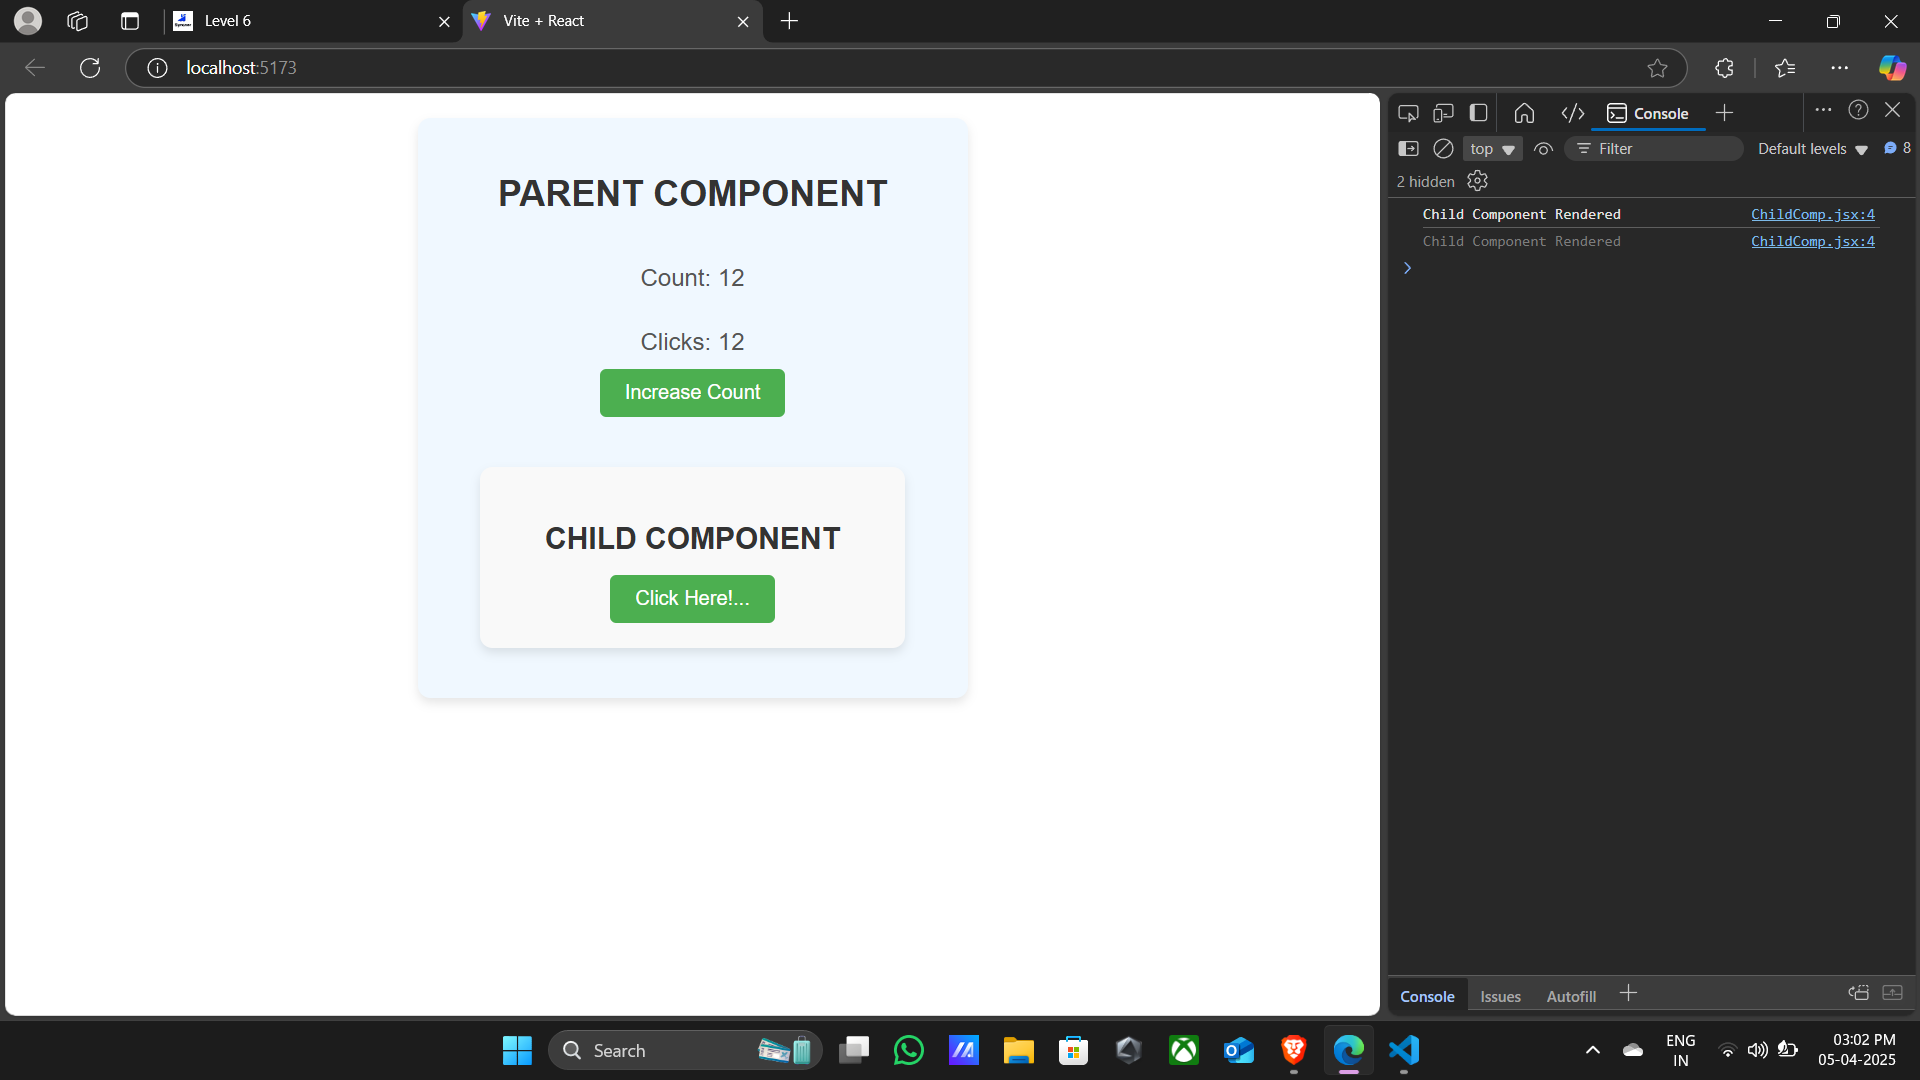 Level 6
Vite + React
localhost:5173
Console
top
Filter
Default levels
8
2 hidden
Child Component Rendered ChildComp.jsx:4
Child Component Rendered ChildComp.jsx:4
PARENT COMPONENT
Count: 12
Clicks: 12
Increase Count
CHILD COMPONENT
Click Here!...
Console Issues Autofill
Search
ENG
IN
03:02 PM
05-04-2025